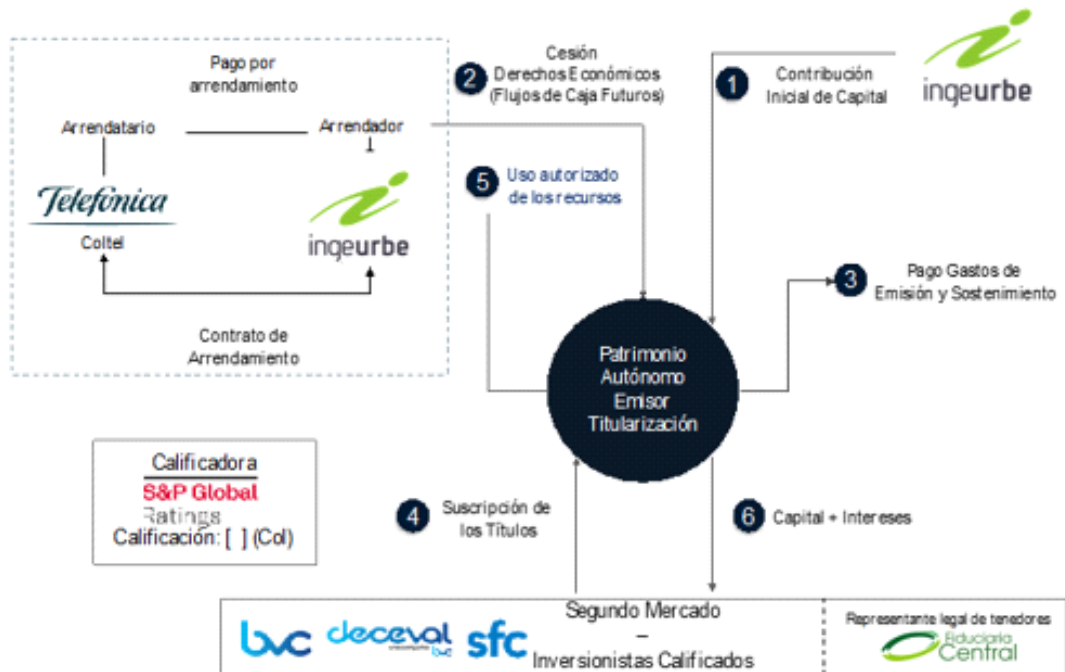 Pago por
arrendamiento
Arrendatario
Arrendador
Telefónica
Coltel
ingeurbe
Contrato de
Arrendamiento
2
Cesión
Derechos Económicos
(Flujos de Caja Futuros)
1
Contribución
Inicial de Capital
ingeurbe
5
Uso autorizado
de los recursos
3
Pago Gastos de
Emisión y Sostenimiento
Patrimonio
Autónomo
Emisor
Titularización
Calificadora
S&P Global
Ratings
Calificación: [ ] (Col)
4
Suscripción de
los Títulos
6
Capital + Intereses
bvc
deceval
bvc
sfc
Segundo Mercado
–
Inversionistas Calificados
Representante legal de tenedores
Fiduciaria
Central